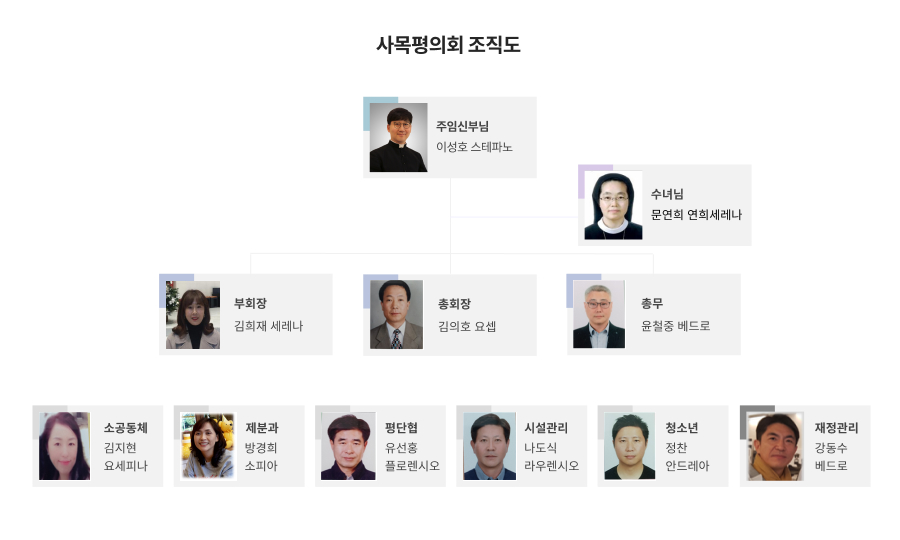 사목평의회 조직도
주임신부님
이성호 스테파노
수녀님
문연희 연희세레나
부회장
김희재 세레나
총회장
김의호 요셉
총무
윤철중 베드로
소공동체
김지현
요세피나
제분과
방경희
소피아
평단협
유선홍
플로렌시오
시설관리
나도식
라우렌시오
청소년
정찬
안드레아
재정관리
강동수
베드로